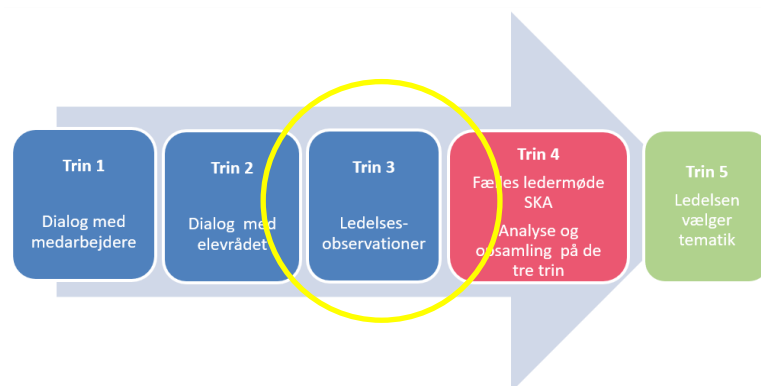 Trin 1
Dialog med
medarbejdere
Trin 2
Dialog med
elevrådet
Trin 3
Ledelses-
observationer
Trin 4
Fælles ledermøde
SKA
Analyse og
opsamling på de
tre trin
Trin 5
Ledelsen
vælger
tematik